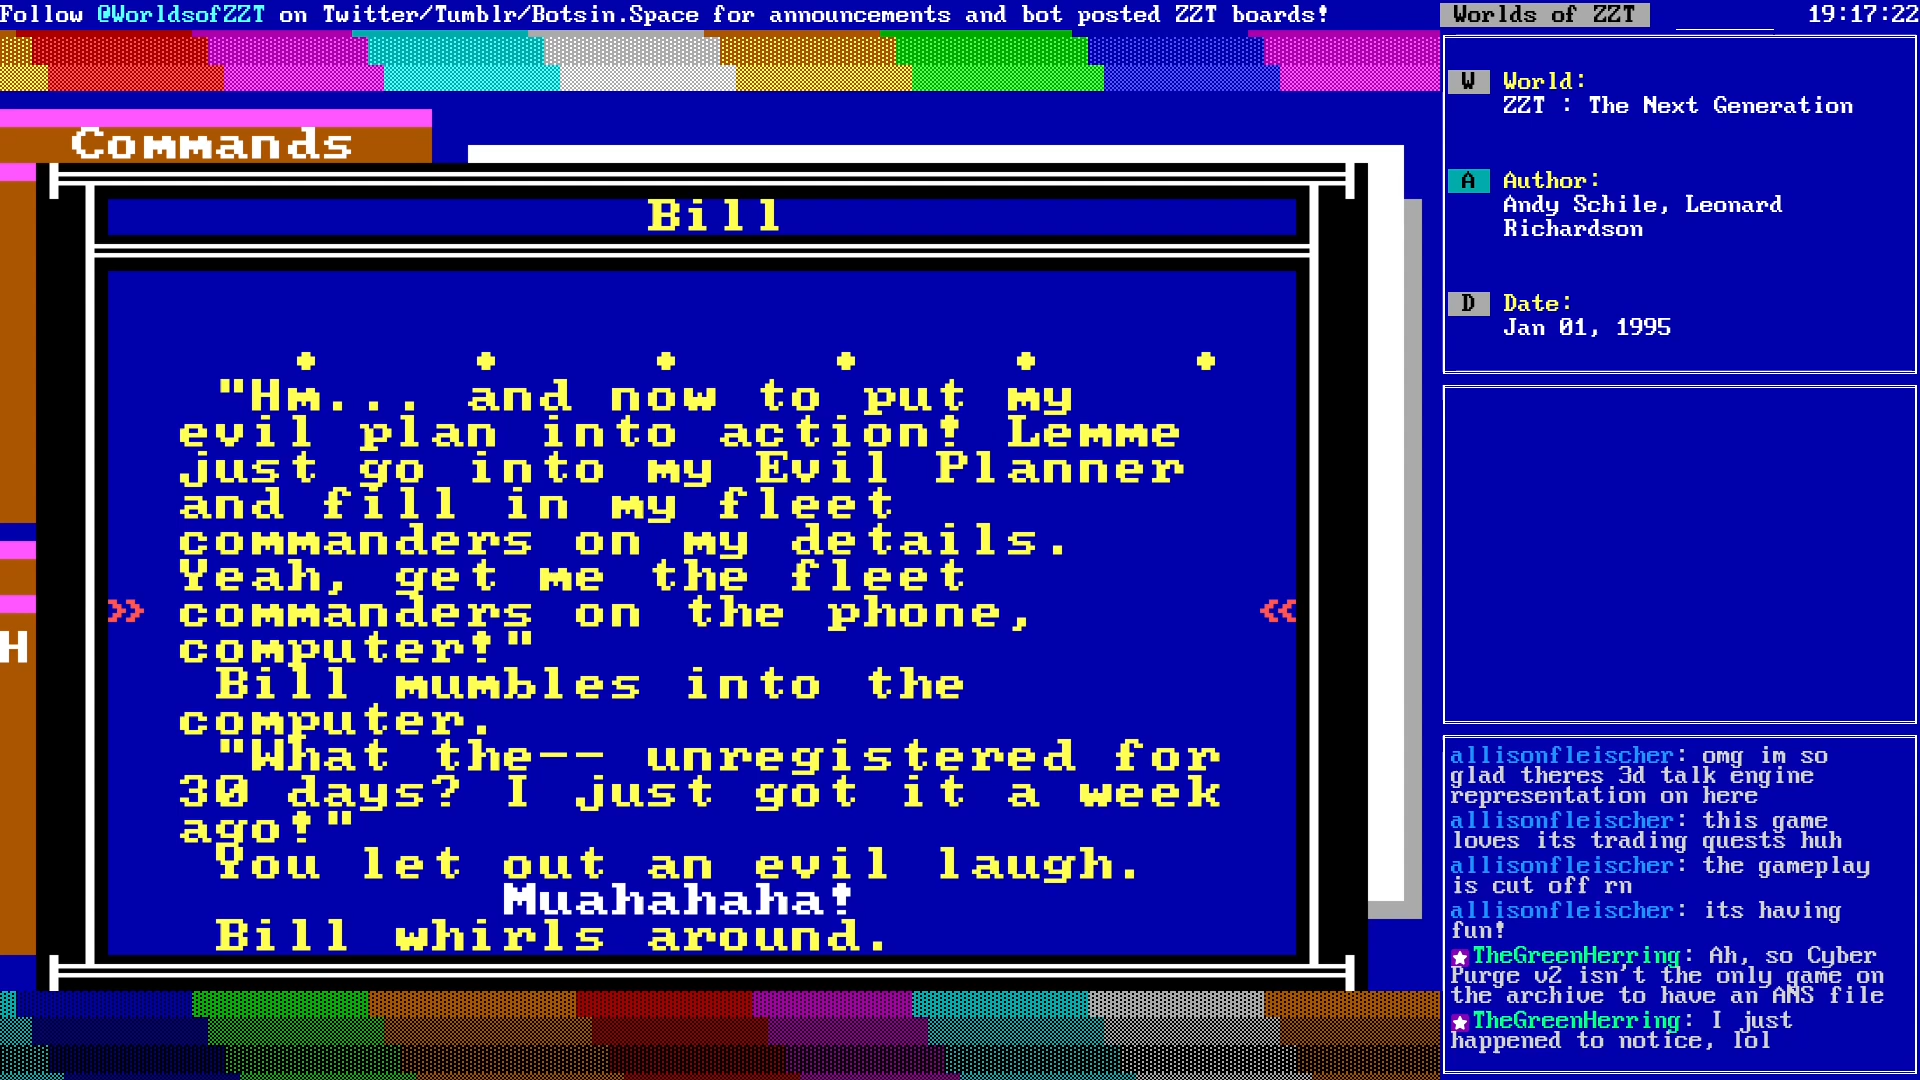 Follow @WorldsofZZT on Twitter/Tumblr/Botsin.Space for announcements and bot posted ZZT boards!
Worlds of ZZT
19:17:22
Commands
H
Bill
"Hm... and now to put my
evil plan into action! Lemme
just go into my Evil Planner
and fill in my fleet
commanders on my details.
Yeah, get me the fleet
commanders on the phone,
computer!"
Bill mumbles into the
computer.
"What the-- unregistered for
30 days? I just got it a week
ago!"
You let out an evil laugh.
Muahahaha!
Bill whirls around.
W World:
ZZT : The Next Generation
A Author:
Andy Schile, Leonard
Richardson
D Date:
Jan 01, 1995
allisonfleischer: omg im so
glad theres 3d talk engine
representation on here
allisonfleischer: this game
loves its trading quests huh
allisonfleischer: the gameplay
is cut off rn
allisonfleischer: its having
fun!
TheGreenHerring: Ah, so Cyber
Purge v2 isn't the only game on
the archive to have an ANS file
TheGreenHerring: I just
happened to notice, lol